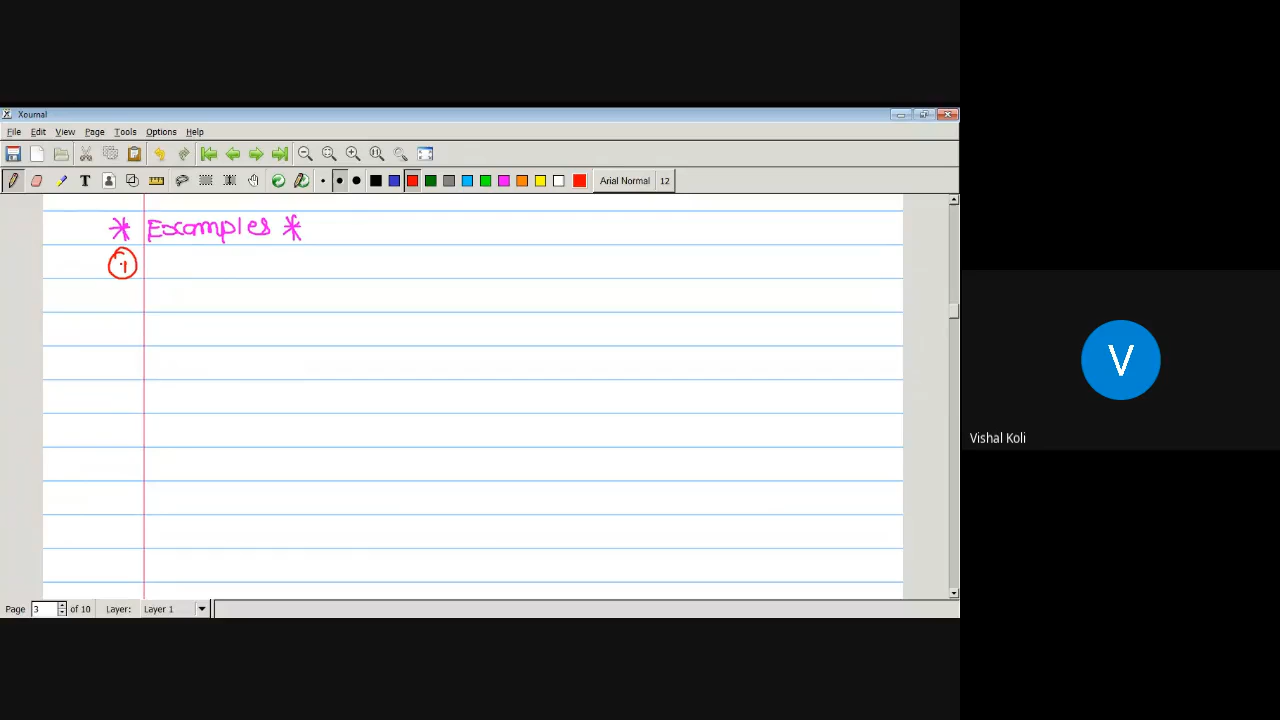 Xournal
File Edit View Page Tools Options Help
T Arial Normal 12
* Examples *
1
V
Vishal Koli
Page 3 of 10 Layer: Layer 1